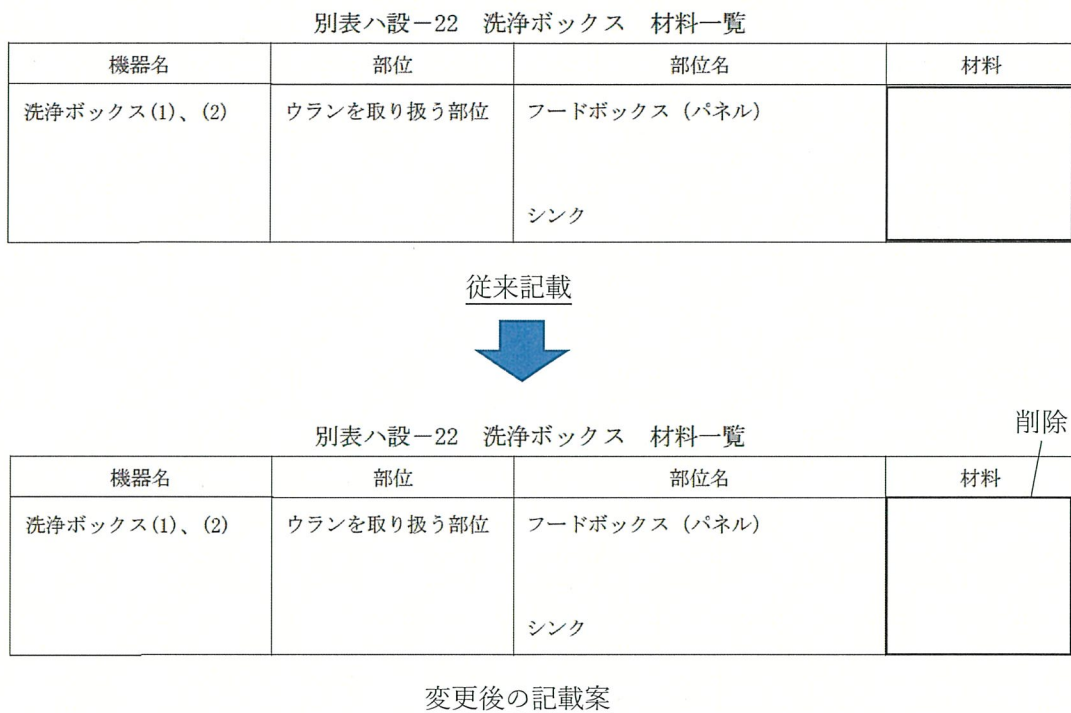 別表ハ設－22　洗浄ボックス　材料一覧
機器名　部位　部位名　材料
洗浄ボックス(1)、(2)　ウランを取り扱う部位　フードボックス（パネル）
シンク
従来記載
削除
別表ハ設－22　洗浄ボックス　材料一覧
機器名　部位　部位名　材料
洗浄ボックス(1)、(2)　ウランを取り扱う部位　フードボックス（パネル）
シンク
変更後の記載案